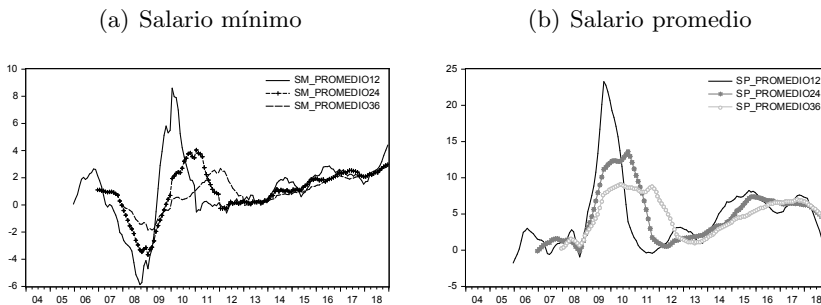 (a) Salario mínimo
(b) Salario promedio
10
8
6
4
2
0
-2
-4
-6
SM_PROMEDIO12
SM_PROMEDIO24
SM_PROMEDIO36
04 05 06 07 08 09 10 11 12 13 14 15 16 17 18
25
20
15
10
5
0
-5
SP_PROMEDIO12
SP_PROMEDIO24
SP_PROMEDIO36
04 05 06 07 08 09 10 11 12 13 14 15 16 17 18